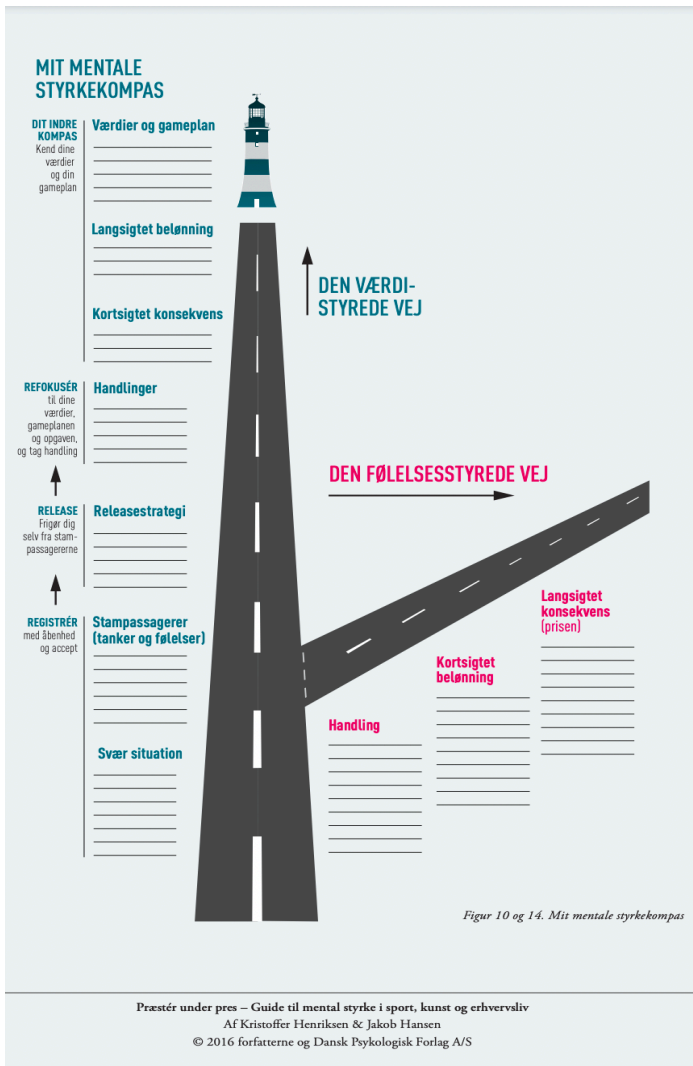 MIT MENTALE
STYRKEKOMPAS
DIT INDRE
KOMPAS
Kend dine
værdier
og din
gameplan
Værdier og gameplan
Langsigtet belønning
Kortsigtet konsekvens
DEN VÆRDI-
STYREDE VEJ
REFOKUSÉR
til dine
værdier,
gameplanen
og opgaven,
og tag handling
Handlinger
DEN FØLELSESSTYREDE VEJ
RELEASE
Frigør dig
selv fra stam-
passagererne
Releasestrategi
REGISTRÉR
med åbenhed
og accept
Stampassagerer
(tanker og følelser)
Svær situation
Handling
Kortsigtet
belønning
Langsigtet
konsekvens
(prisen)
Figur 10 og 14. Mit mentale styrkekompas
Præstér under pres – Guide til mental styrke i sport, kunst og erhvervsliv
Af Kristoffer Henriksen & Jakob Hansen
© 2016 forfatterne og Dansk Psykologisk Forlag A/S